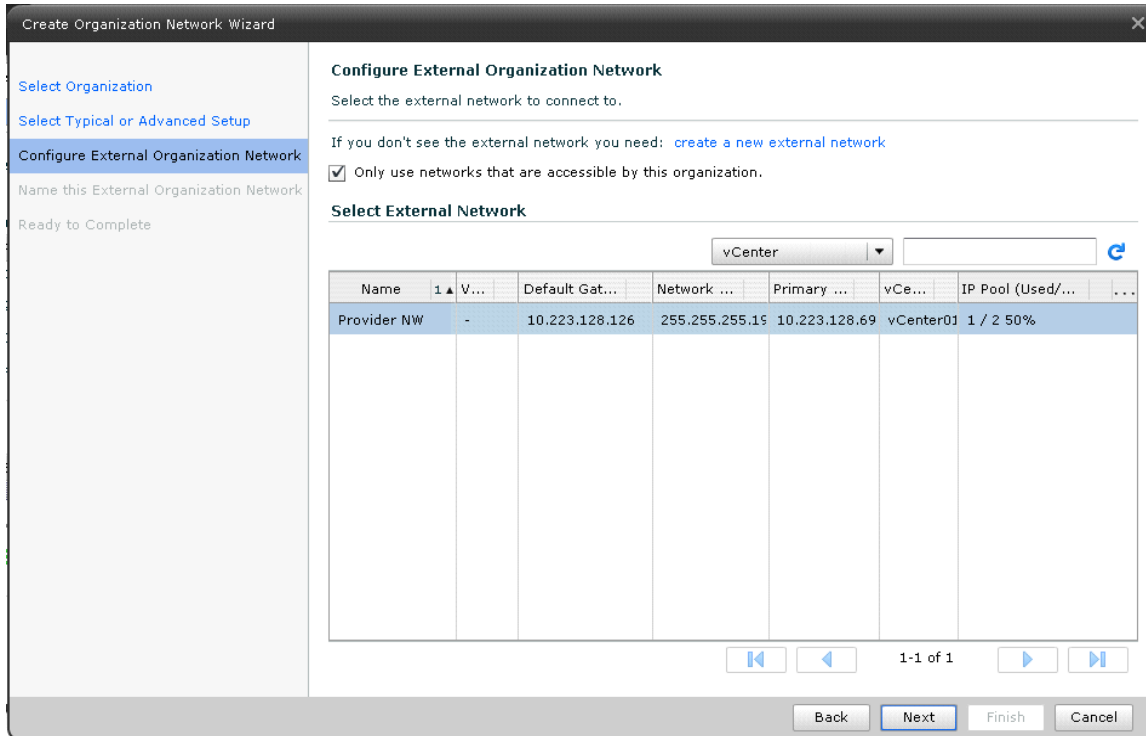 Create Organization Network Wizard
Select Organization
Select Typical or Advanced Setup
Configure External Organization Network
Name this External Organization Network
Ready to Complete
Configure External Organization Network
Select the external network to connect to.
If you don't see the external network you need: create a new external network
Only use networks that are accessible by this organization.
Select External Network
vCenter
Name 1 V... Default Gat... Network ... Primary ... vCe... IP Pool (Used/... ...
Provider NW - 10.223.128.126 255.255.255.19 10.223.128.69 vCenter01 1 / 2 50%
1-1 of 1
Back Next Finish Cancel